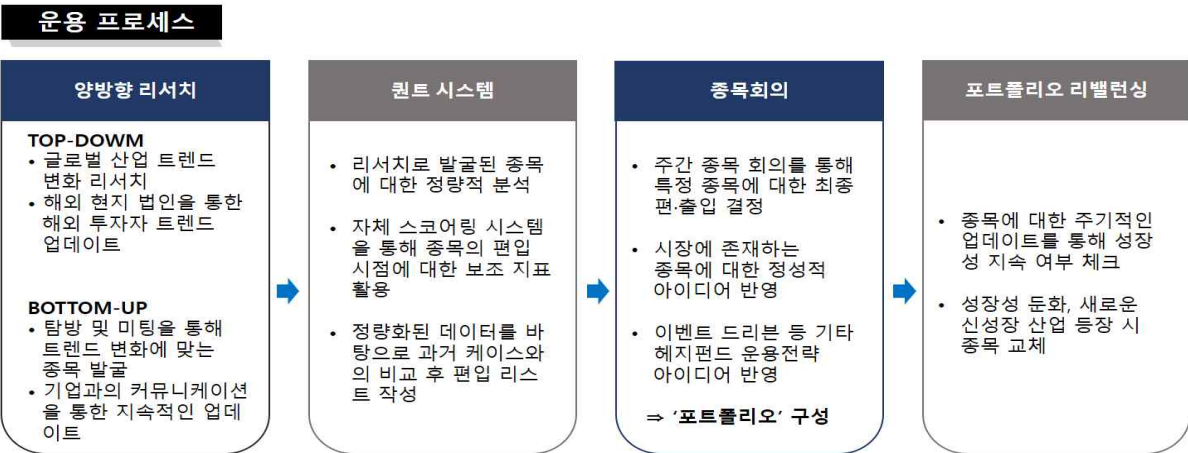 운용 프로세스
양방향 리서치
TOP-DOWM
• 글로벌 산업 트렌드
변화 리서치
• 해외 현지 법인을 통한
해외 투자자 트렌드
업데이트
BOTTOM-UP
• 탐방 및 미팅을 통해
트렌드 변화에 맞는
종목 발굴
• 기업과의 커뮤니케이션
을 통한 지속적인 업데
이트
퀀트 시스템
• 리서치로 발굴된 종목
에 대한 정량적 분석
• 자체 스코어링 시스템
을 통해 종목의 편입
시점에 대한 보조 지표
활용
• 정량화된 데이터를 바
탕으로 과거 케이스와
의 비교 후 편입 리스
트 작성
종목회의
• 주간 종목 회의를 통해
특정 종목에 대한 최종
편·출입 결정
• 시장에 존재하는
종목에 대한 정성적
아이디어 반영
• 이벤트 드리븐 등 기타
헤지펀드 운용전략
아이디어 반영
⇒ ‘포트폴리오’ 구성
포트폴리오 리밸런싱
• 종목에 대한 주기적인
업데이트를 통해 성장
성 지속 여부 체크
• 성장성 둔화, 새로운
신성장 산업 등장 시
종목 교체